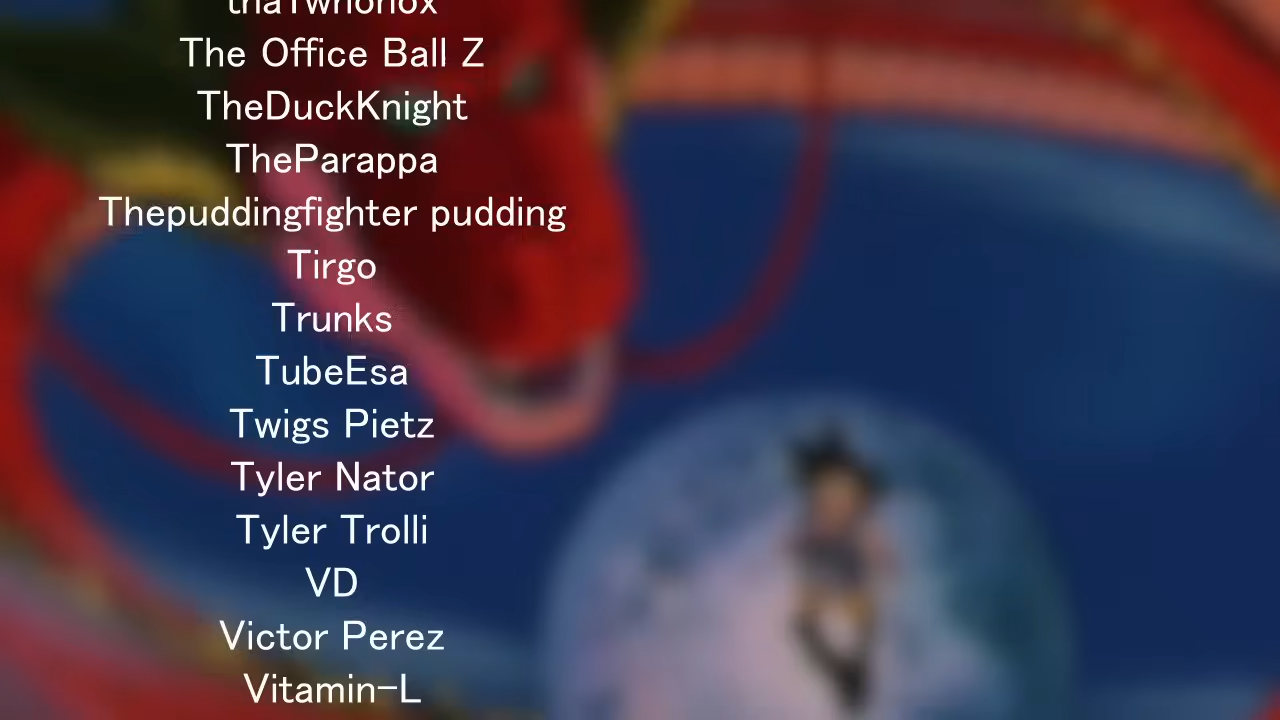 The Office Ball Z
TheDuckKnight
TheParappa
Thepuddingfighter pudding
Tirgo
Trunks
TubeEsa
Twigs Pietz
Tyler Nator
Tyler Trolli
VD
Victor Perez
Vitamin-L